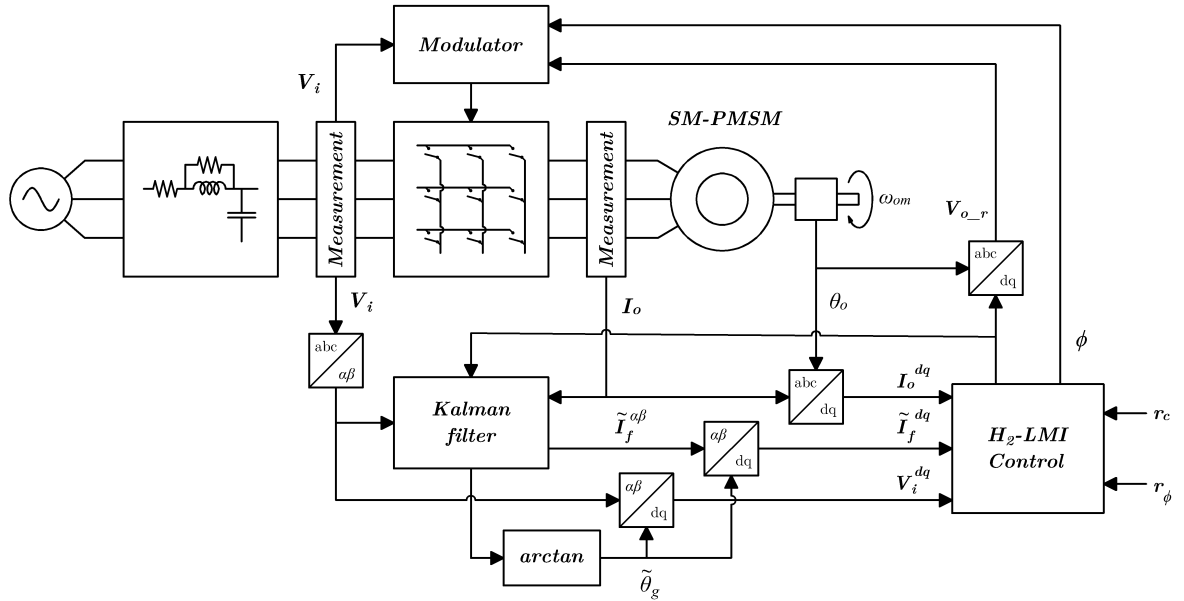 Modulator
V_i
SM-PMSM
Measurement
Measurement
ω_om
V_o_r
V_i
I_o
θ_o
abc
dq
ϕ
abc
αβ
abc
dq
I_o^dq
Kalman
filter
Ĩ_f^αβ
αβ
dq
Ĩ_f^dq
H₂-LMI
Control
r_c
αβ
dq
V_i^dq
r_ϕ
arctan
θ̃_g